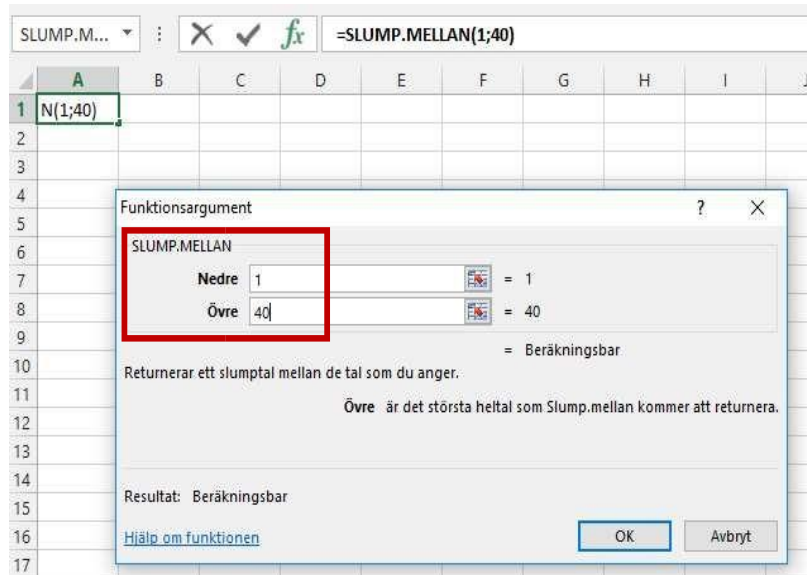 SLUMP.M... fx =SLUMP.MELLAN(1;40)
A B C D E F G H I
1 N(1;40)
2
3
4
5
6
7
8
9
10
11
12
13
14
15
16
17
Funktionsargument ? X
SLUMP.MELLAN
Nedre 1 = 1
Övre 40 = 40
= Beräkningsbar
Returnerar ett slumptal mellan de tal som du anger.
Övre är det största heltal som Slump.mellan kommer att returnera.
Resultat: Beräkningsbar
Hjälp om funktionen OK Avbryt